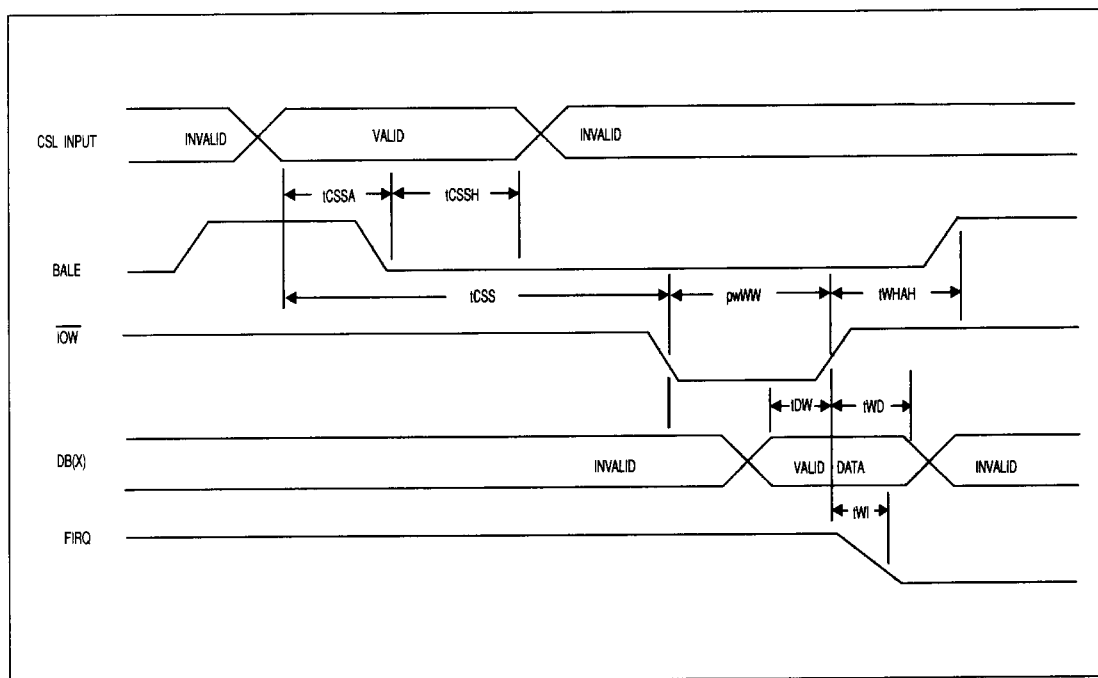 CSL INPUT
INVALID
VALID
INVALID
tCSSA
tCSSH
BALE
tCSS
pwWW
tWHAH
IOW
tDW
tWD
DB(X)
INVALID
VALID DATA
INVALID
tWI
FIRQ